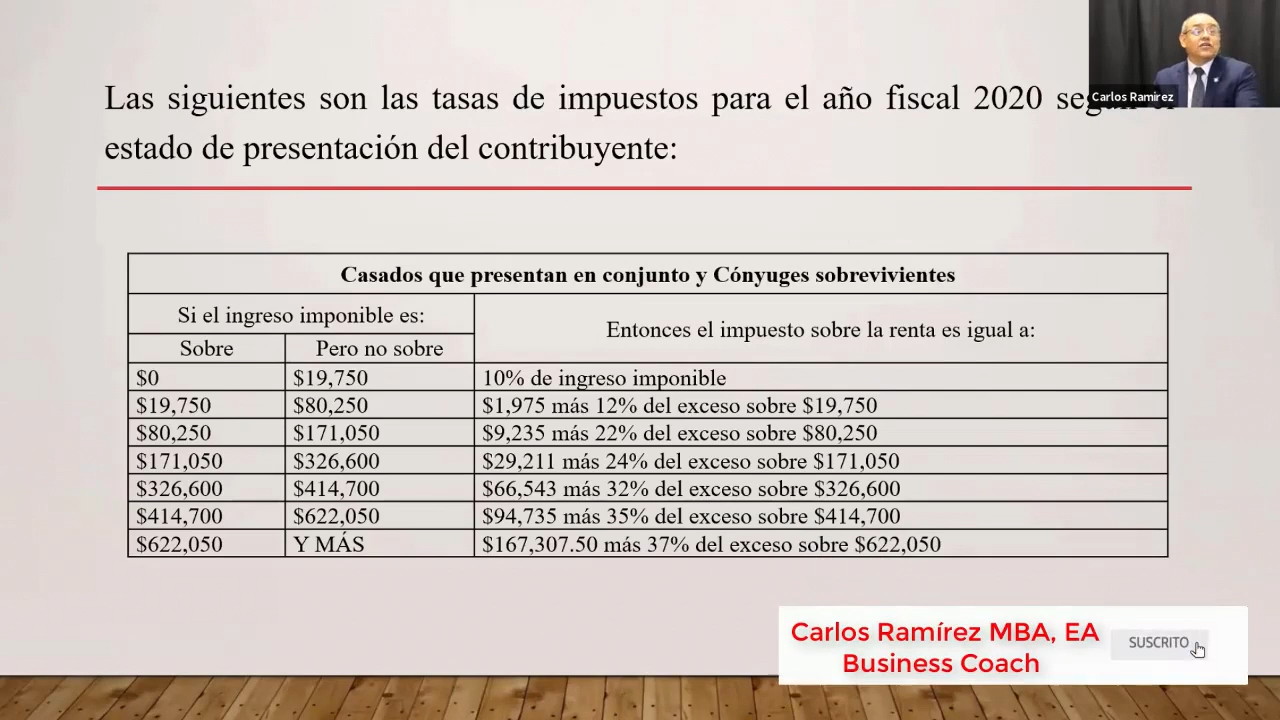 Las siguientes son las tasas de impuestos para el año fiscal 2020
estado de presentación del contribuyente:
Carlos Ramirez
Casados que presentan en conjunto y Cónyuges sobrevivientes
Si el ingreso imponible es:
Entonces el impuesto sobre la renta es igual a:
Sobre Pero no sobre
$0 $19,750 10% de ingreso imponible
$19,750 $80,250 $1,975 más 12% del exceso sobre $19,750
$80,250 $171,050 $9,235 más 22% del exceso sobre $80,250
$171,050 $326,600 $29,211 más 24% del exceso sobre $171,050
$326,600 $414,700 $66,543 más 32% del exceso sobre $326,600
$414,700 $622,050 $94,735 más 35% del exceso sobre $414,700
$622,050 Y MÁS $167,307.50 más 37% del exceso sobre $622,050
Carlos Ramírez MBA, EA
Business Coach
SUSCRITO